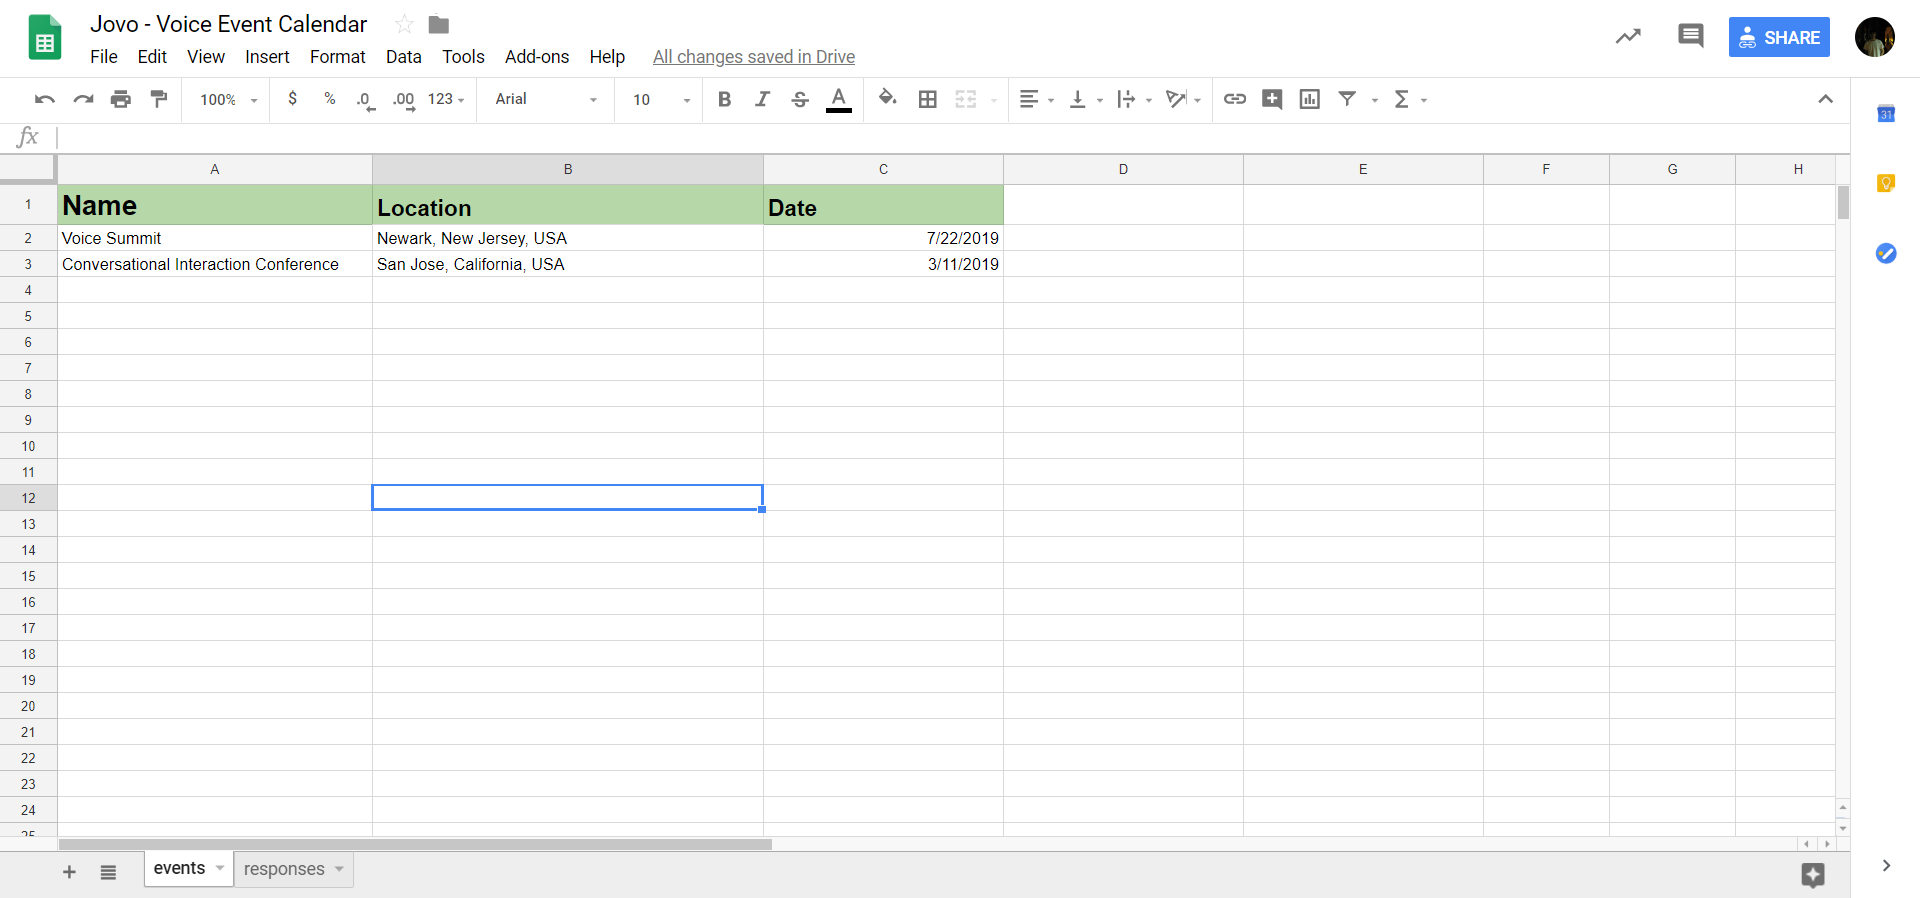 Jovo - Voice Event Calendar
File Edit View Insert Format Data Tools Add-ons Help All changes saved in Drive
SHARE
100% $ % .0 .00 123 Arial 10 B I S A Σ
31
fx
A B C D E F G H
1 Name Location Date
2 Voice Summit Newark, New Jersey, USA 7/22/2019
3 Conversational Interaction Conference San Jose, California, USA 3/11/2019
4
5
6
7
8
9
10
11
12
13
14
15
16
17
18
19
20
21
22
23
24
25
+ events responses